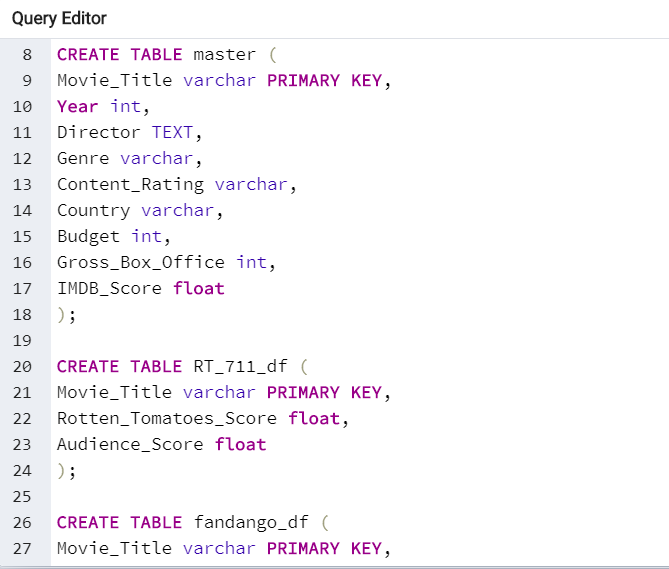 Query Editor
8 CREATE TABLE master (
9 Movie_Title varchar PRIMARY KEY,
10 Year int,
11 Director TEXT,
12 Genre varchar,
13 Content_Rating varchar,
14 Country varchar,
15 Budget int,
16 Gross_Box_Office int,
17 IMDB_Score float
18 );
19
20 CREATE TABLE RT_711_df (
21 Movie_Title varchar PRIMARY KEY,
22 Rotten_Tomatoes_Score float,
23 Audience_Score float
24 );
25
26 CREATE TABLE fandango_df (
27 Movie_Title varchar PRIMARY KEY,